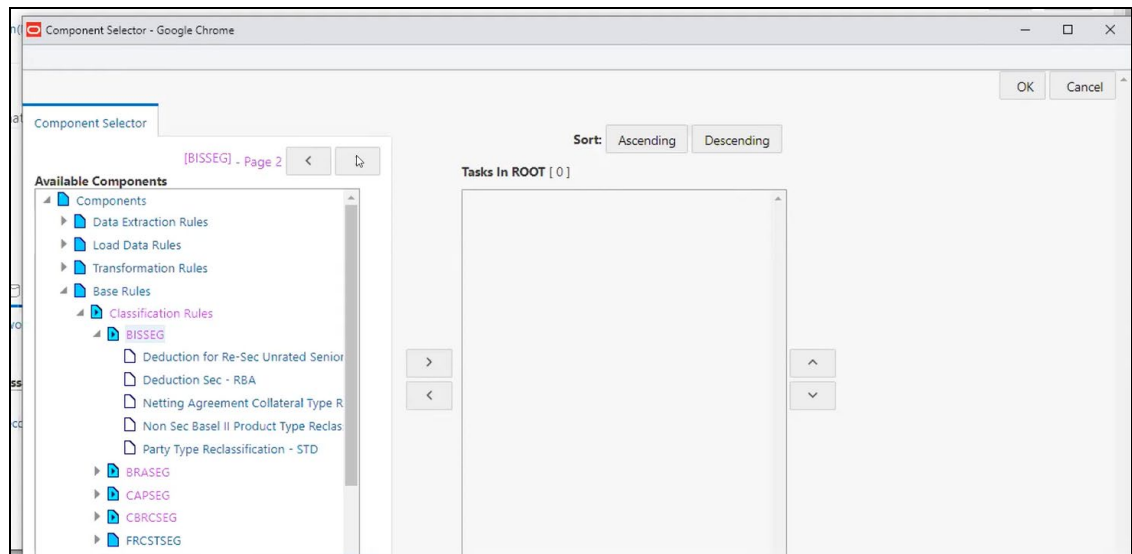 Component Selector - Google Chrome
OK
Cancel
Component Selector
Sort:
Ascending
Descending
[BISSEG] - Page 2
Tasks In ROOT [ 0 ]
Available Components
Components
Data Extraction Rules
Load Data Rules
Transformation Rules
Base Rules
Classification Rules
BISSEG
Deduction for Re-Sec Unrated Senior
Deduction Sec - RBA
Netting Agreement Collateral Type R
Non Sec Basel II Product Type Reclas
Party Type Reclassification - STD
BRASEG
CAPSEG
CBRCSEG
FRCSTSEG